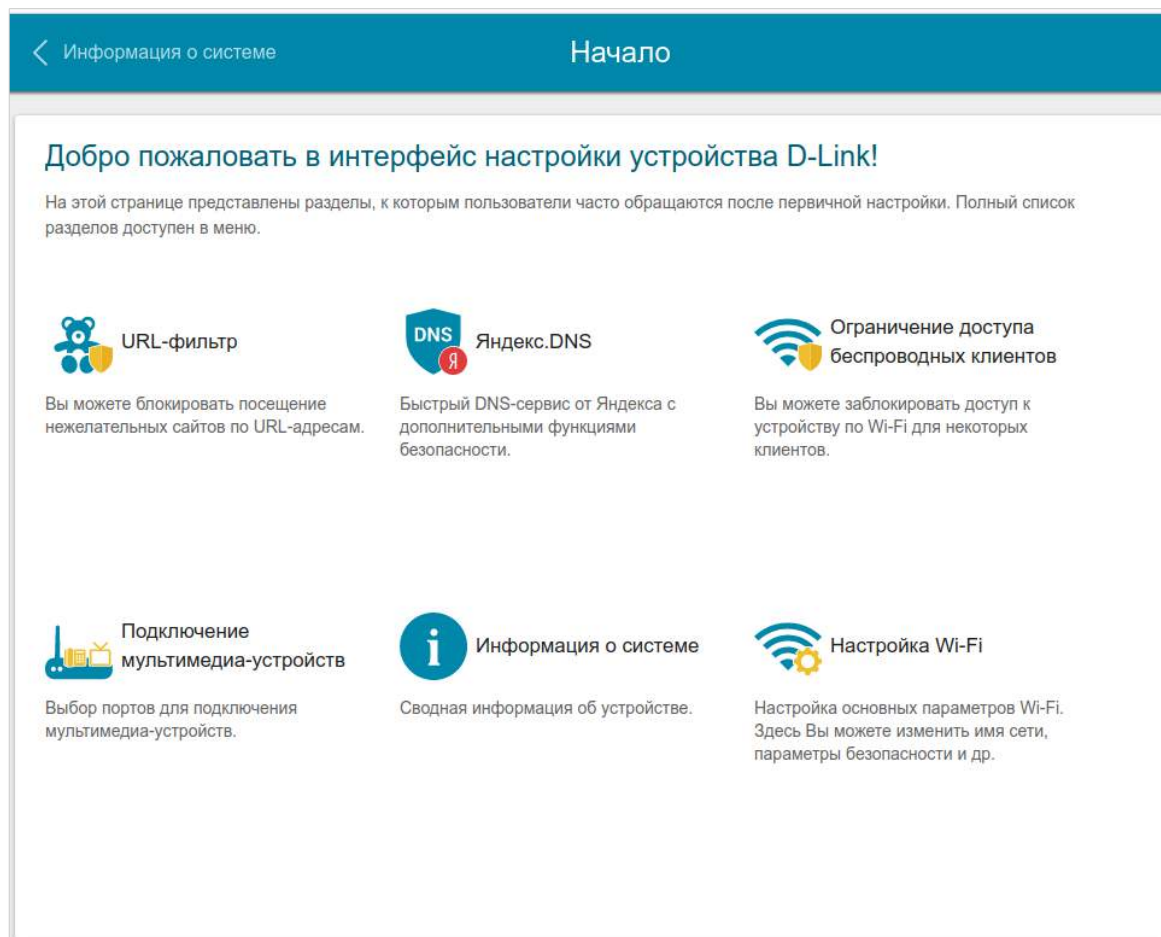 Информация о системе
Начало
Добро пожаловать в интерфейс настройки устройства D-Link!
На этой странице представлены разделы, к которым пользователи часто обращаются после первичной настройки. Полный список
разделов доступен в меню.
URL-фильтр
Вы можете блокировать посещение
нежелательных сайтов по URL-адресам.
DNS
Я
Яндекс.DNS
Быстрый DNS-сервис от Яндекса с
дополнительными функциями
безопасности.
Ограничение доступа
беспроводных клиентов
Вы можете заблокировать доступ к
устройству по Wi-Fi для некоторых
клиентов.
Подключение
мультимедиа-устройств
Выбор портов для подключения
мультимедиа-устройств.
i
Информация о системе
Сводная информация об устройстве.
Настройка Wi-Fi
Настройка основных параметров Wi-Fi.
Здесь Вы можете изменить имя сети,
параметры безопасности и др.